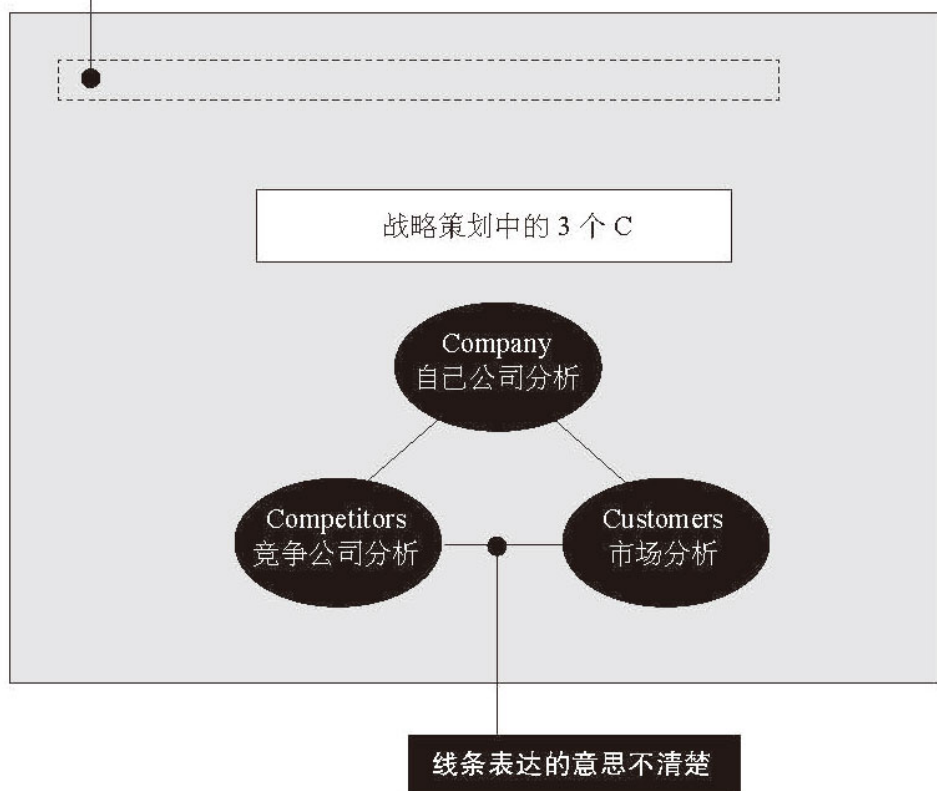 战略策划中的 3 个 C
Company
自己公司分析
Competitors
竞争公司分析
Customers
市场分析
线条表达的意思不清楚